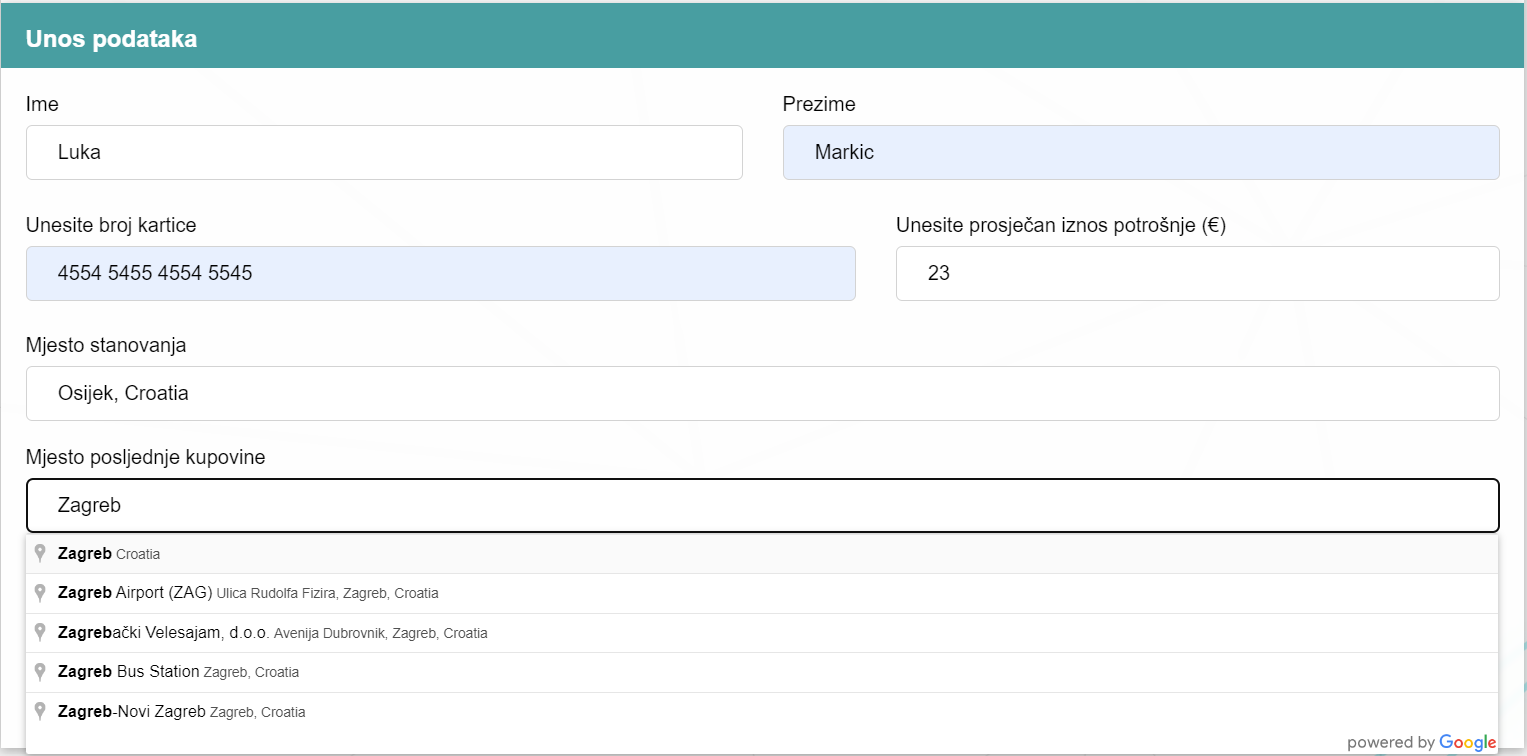 Unos podataka
Ime
Prezime
Luka
Markic
Unesite broj kartice
Unesite prosječan iznos potrošnje (€)
4554 5455 4554 5545
23
Mjesto stanovanja
Osijek, Croatia
Mjesto posljednje kupovine
Zagreb
Zagreb Croatia
Zagreb Airport (ZAG) Ulica Rudolfa Fizira, Zagreb, Croatia
Zagrebački Velesajam, d.o.o. Avenija Dubrovnik, Zagreb, Croatia
Zagreb Bus Station Zagreb, Croatia
Zagreb-Novi Zagreb Zagreb, Croatia
powered by Google